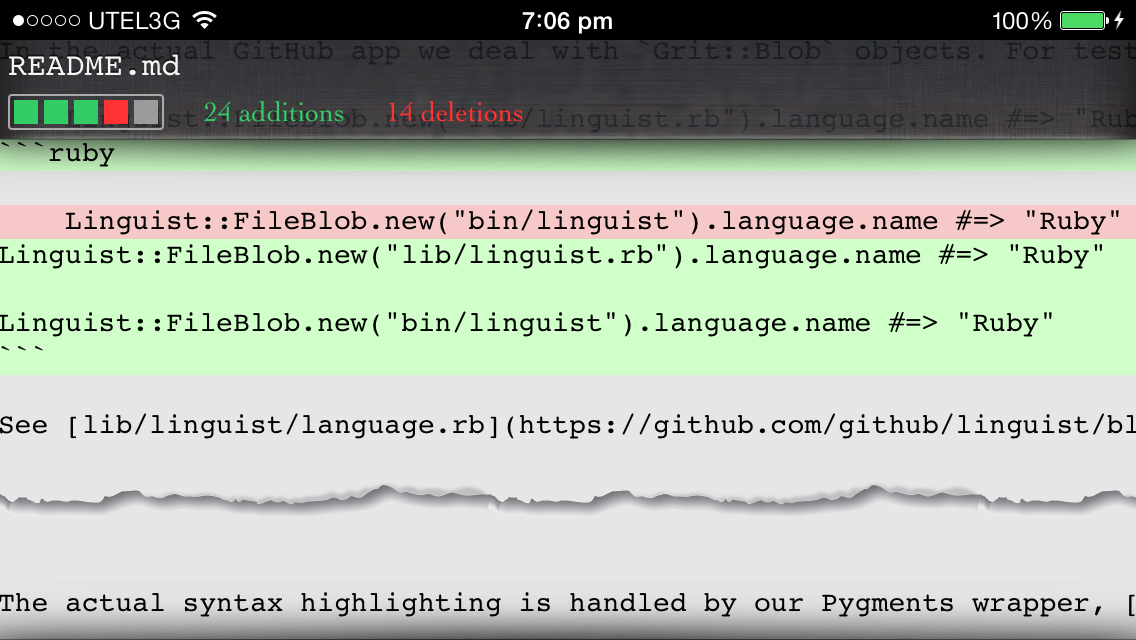 UTEL3G 7:06 pm 100%
In the actual GitHub app we deal with `Grit::Blob` objects. For test
README.md
24 additions 14 deletions
Linguist::FileBlob.new("lib/linguist.rb").language.name #=> "Rub
```ruby
Linguist::FileBlob.new("bin/linguist").language.name #=> "Ruby"
Linguist::FileBlob.new("lib/linguist.rb").language.name #=> "Ruby"
Linguist::FileBlob.new("bin/linguist").language.name #=> "Ruby"
```
See [lib/linguist/language.rb](https://github.com/github/linguist/bl
The actual syntax highlighting is handled by our Pygments wrapper, [